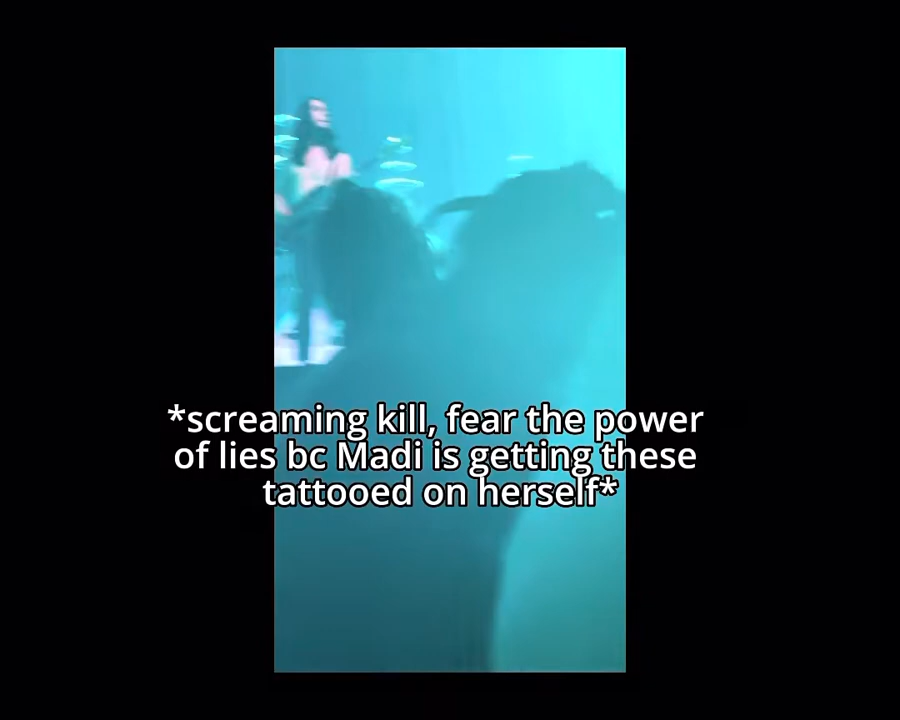 *screaming kill, fear the power
of lies bc Madi is getting these
tattooed on herself*